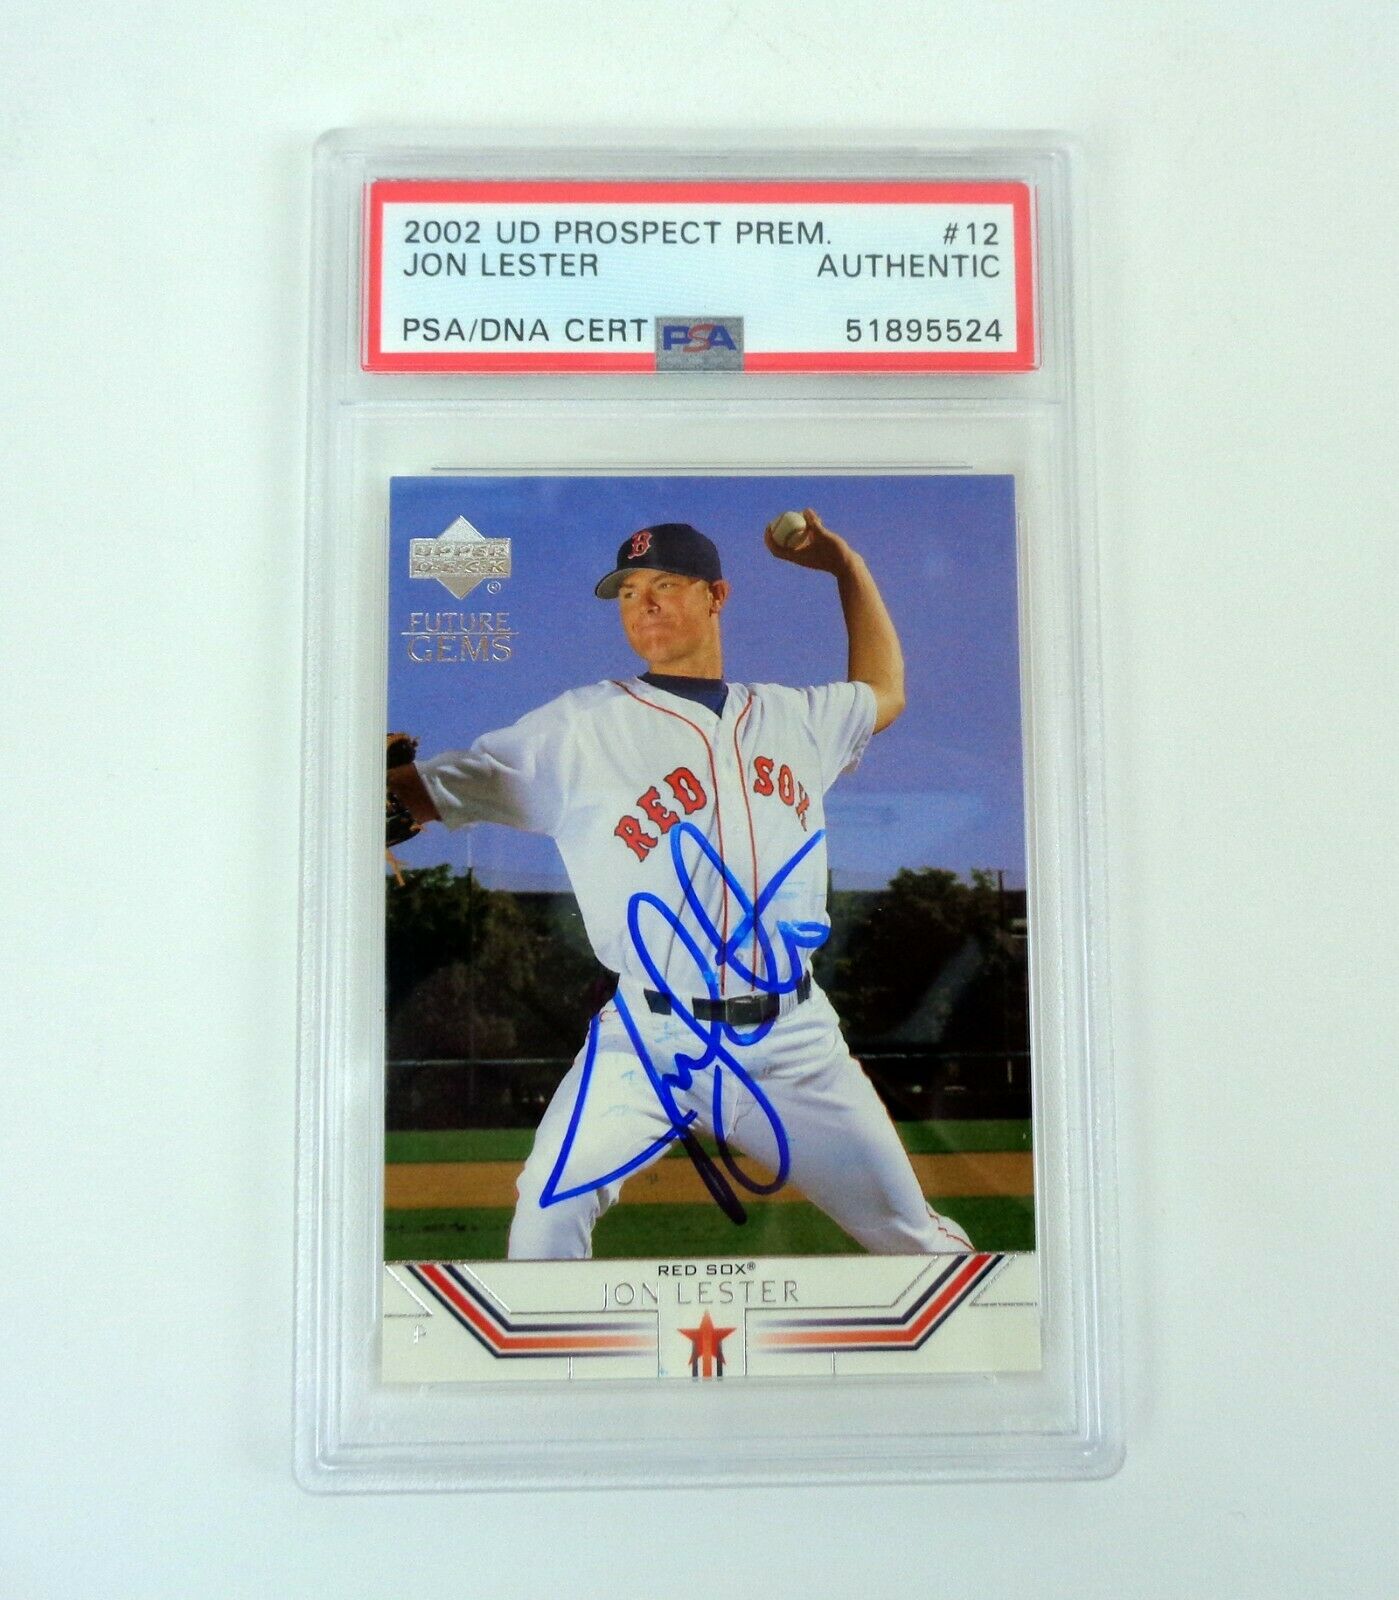 2002 UD PROSPECT PREM. #12
JON LESTER AUTHENTIC
PSA/DNA CERT PSA 51895524
UPPER
DECK
®
FUTURE
GEMS
B
RED SOX
RED SOX®
JON LESTER
P